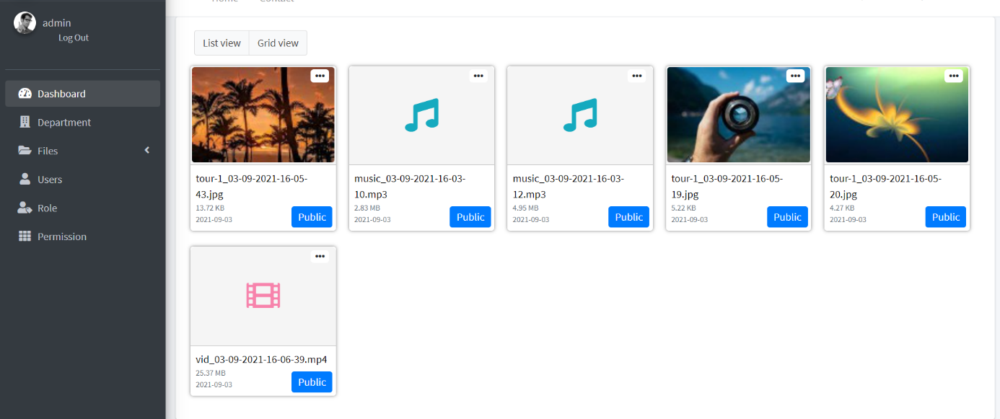 Home Contact
admin
Log Out
List view Grid view
Dashboard
Department
Files
Users
Role
Permission
tour-1_03-09-2021-16-05-
43.jpg
13.72 KB
2021-09-03
Public
music_03-09-2021-16-03-
10.mp3
2.83 MB
2021-09-03
Public
music_03-09-2021-16-03-
12.mp3
4.95 MB
2021-09-03
Public
tour-1_03-09-2021-16-05-
19.jpg
5.22 KB
2021-09-03
Public
tour-1_03-09-2021-16-05-
20.jpg
4.27 KB
2021-09-03
Public
vid_03-09-2021-16-06-39.mp4
25.37 MB
2021-09-03
Public